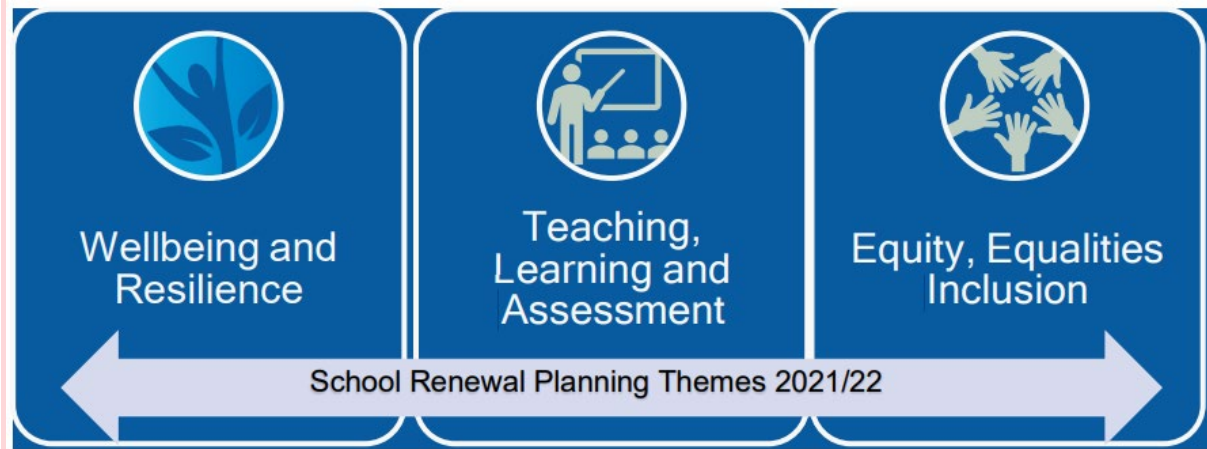 Wellbeing and
Resilience
Teaching,
Learning and
Assessment
Equity, Equalities
Inclusion
School Renewal Planning Themes 2021/22